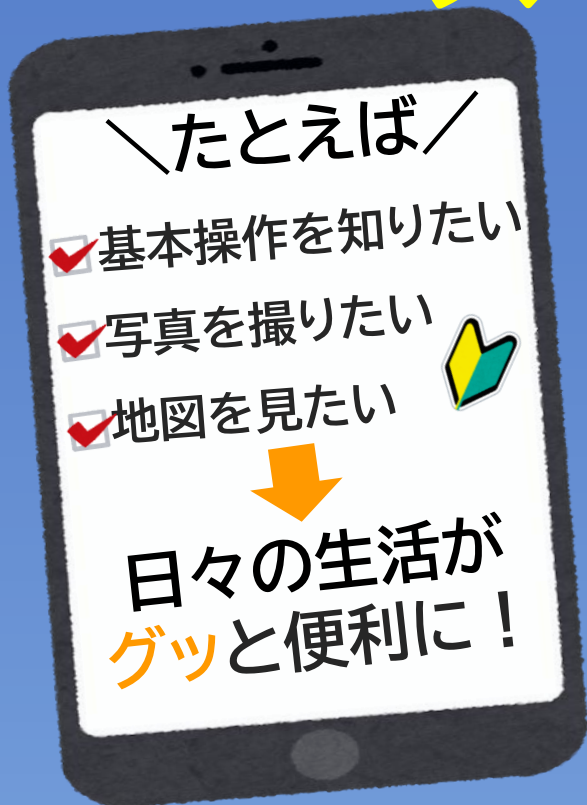 ＼たとえば／
基本操作を知りたい
写真を撮りたい
地図を見たい
日々の生活が
グッと便利に！